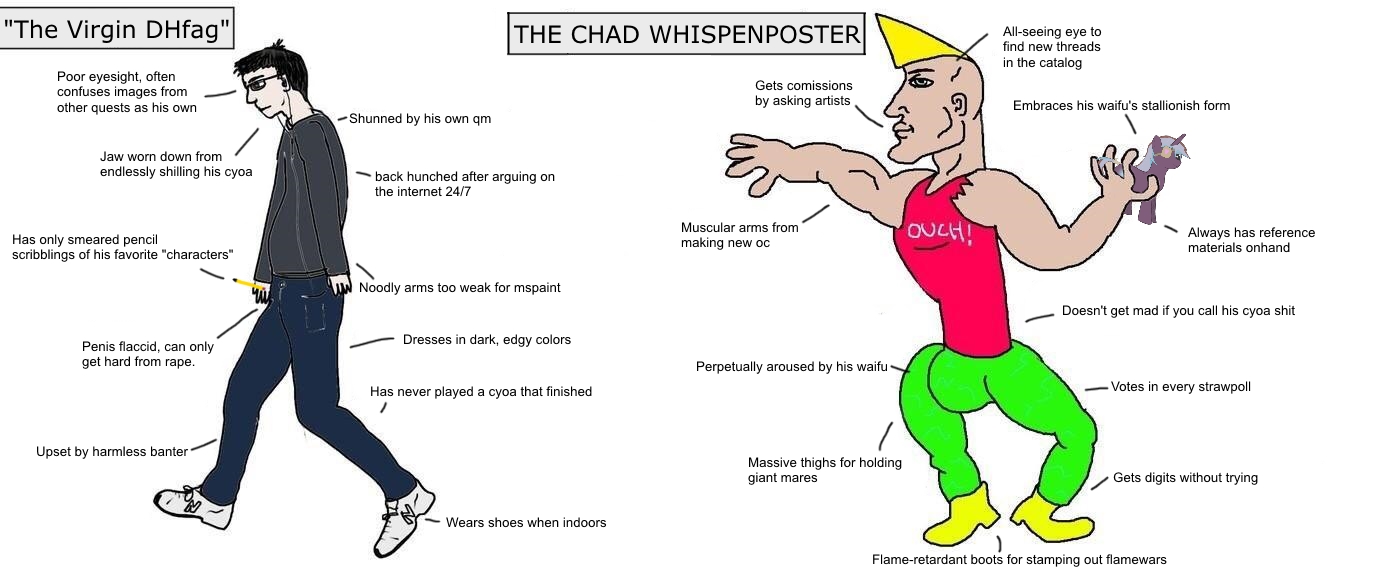 "The Virgin DHfag"
Poor eyesight, often
confuses images from
other quests as his own
Shunned by his own qm
Jaw worn down from
endlessly shilling his cyoa
back hunched after arguing on
the internet 24/7
Has only smeared pencil
scribblings of his favorite "characters"
Noodly arms too weak for mspaint
Penis flaccid, can only
get hard from rape.
Dresses in dark, edgy colors
Has never played a cyoa that finished
Upset by harmless banter
Wears shoes when indoors
THE CHAD WHISPENPOSTER
All-seeing eye to
find new threads
in the catalog
Gets comissions
by asking artists
Embraces his waifu's stallionish form
Muscular arms from
making new oc
OUCH!
Always has reference
materials onhand
Doesn't get mad if you call his cyoa shit
Perpetually aroused by his waifu
Votes in every strawpoll
Massive thighs for holding
giant mares
Gets digits without trying
Flame-retardant boots for stamping out flamewars